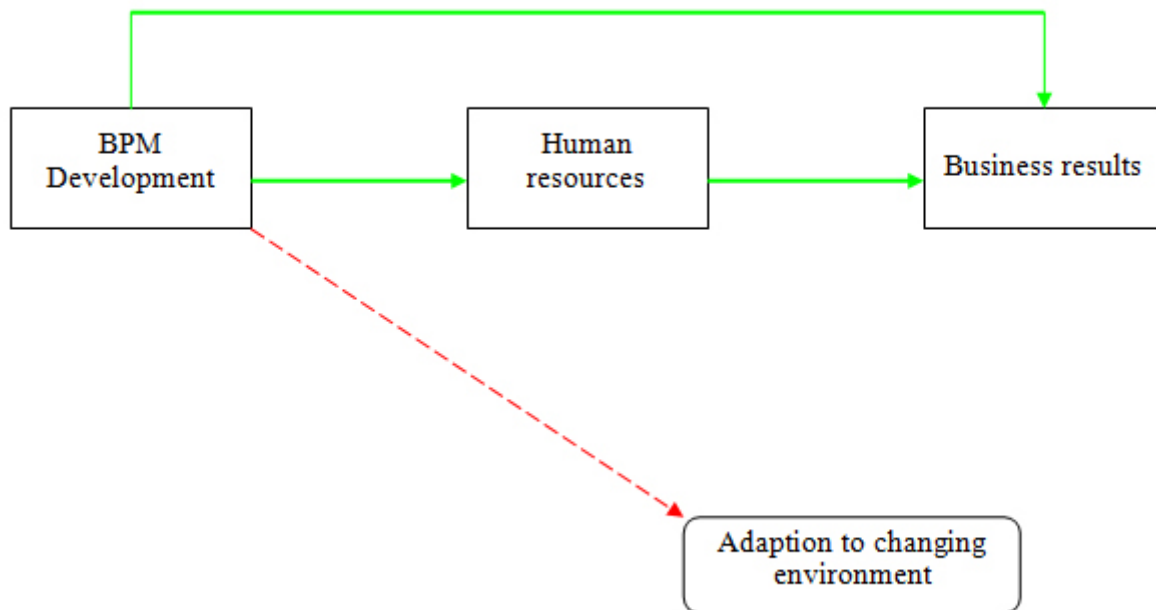 BPM
Development
Human
resources
Business results
Adaption to changing
environment